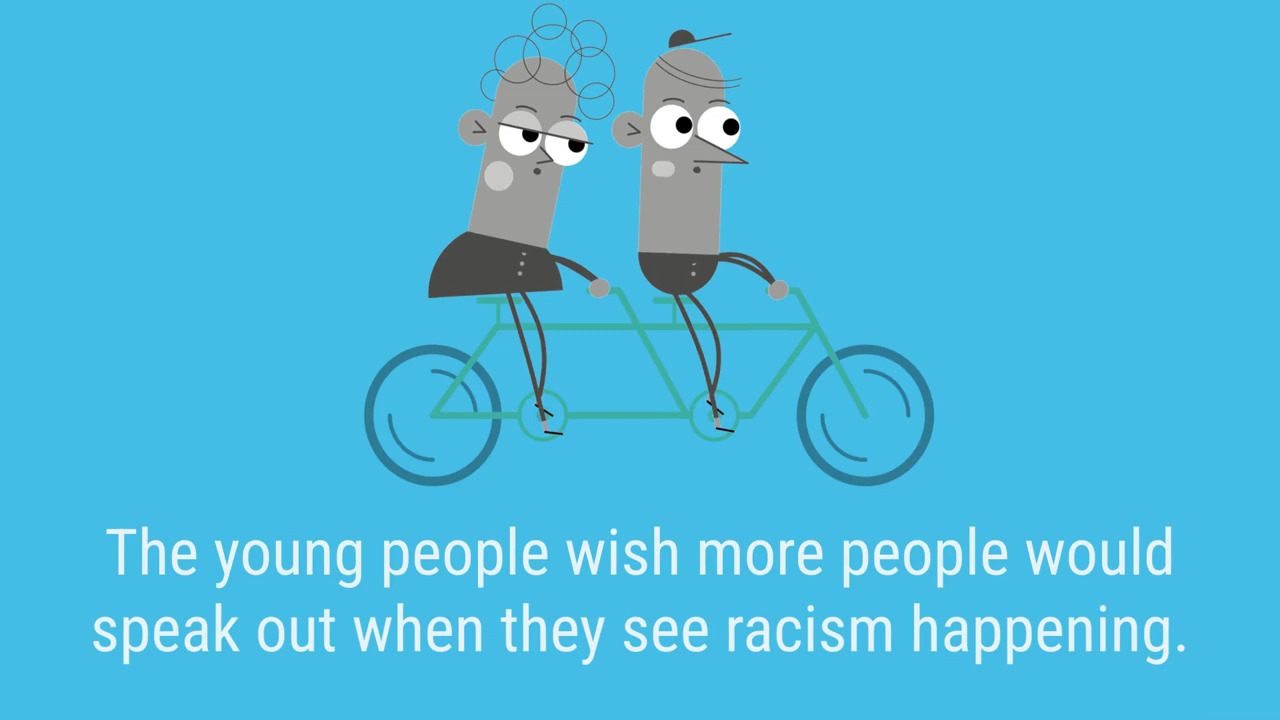 The young people wish more people would
speak out when they see racism happening.